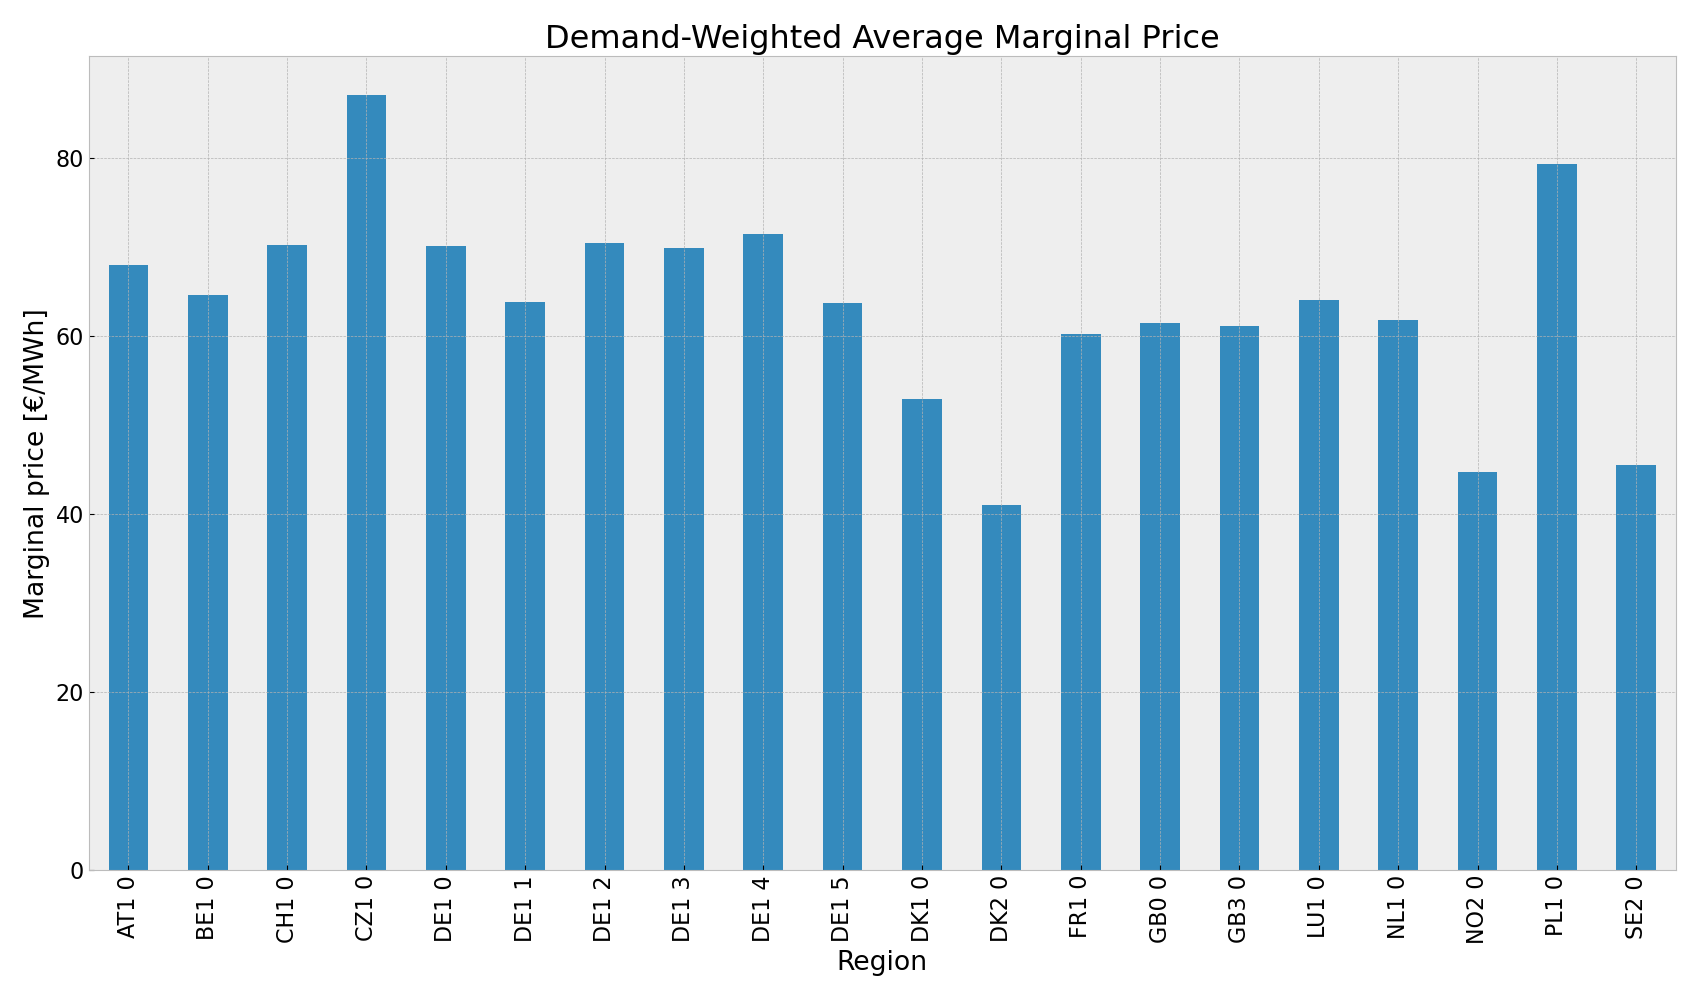 Demand-Weighted Average Marginal Price
Marginal price [€/MWh]
80
60
40
20
0
AT1 0
BE1 0
CH1 0
CZ1 0
DE1 0
DE1 1
DE1 2
DE1 3
DE1 4
DE1 5
DK1 0
DK2 0
FR1 0
GB0 0
GB3 0
LU1 0
NL1 0
NO2 0
PL1 0
SE2 0
Region